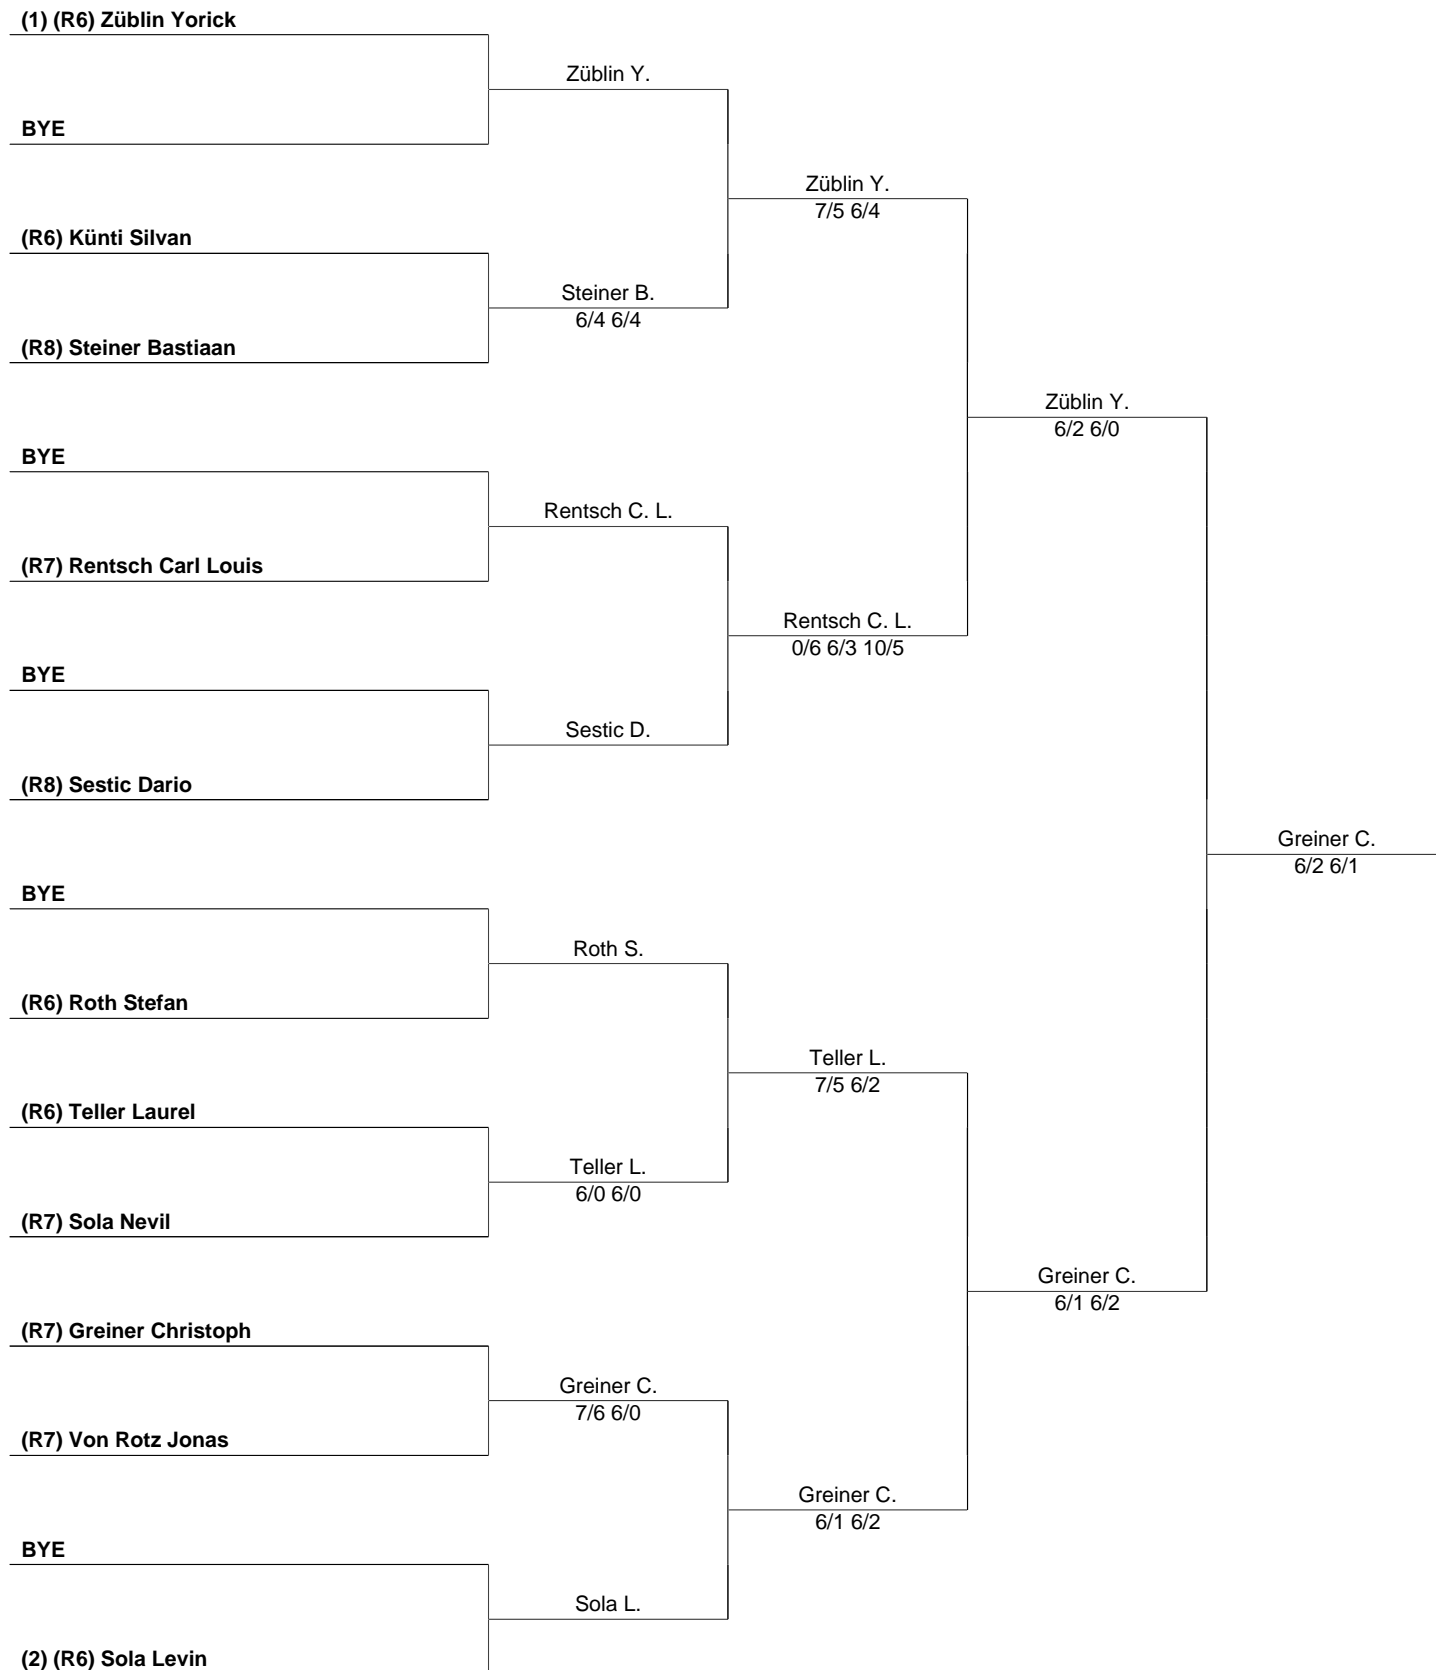 (1) (R6) Züblin Yorick
Züblin Y.
BYE
Züblin Y.
7/5 6/4
(R6) Künti Silvan
Steiner B.
6/4 6/4
(R8) Steiner Bastiaan
Züblin Y.
6/2 6/0
BYE
Rentsch C. L.
(R7) Rentsch Carl Louis
Rentsch C. L.
0/6 6/3 10/5
BYE
Sestic D.
(R8) Sestic Dario
Greiner C.
6/2 6/1
BYE
Roth S.
(R6) Roth Stefan
Teller L.
7/5 6/2
(R6) Teller Laurel
Teller L.
6/0 6/0
(R7) Sola Nevil
Greiner C.
6/1 6/2
(R7) Greiner Christoph
Greiner C.
7/6 6/0
(R7) Von Rotz Jonas
Greiner C.
6/1 6/2
BYE
Sola L.
(2) (R6) Sola Levin